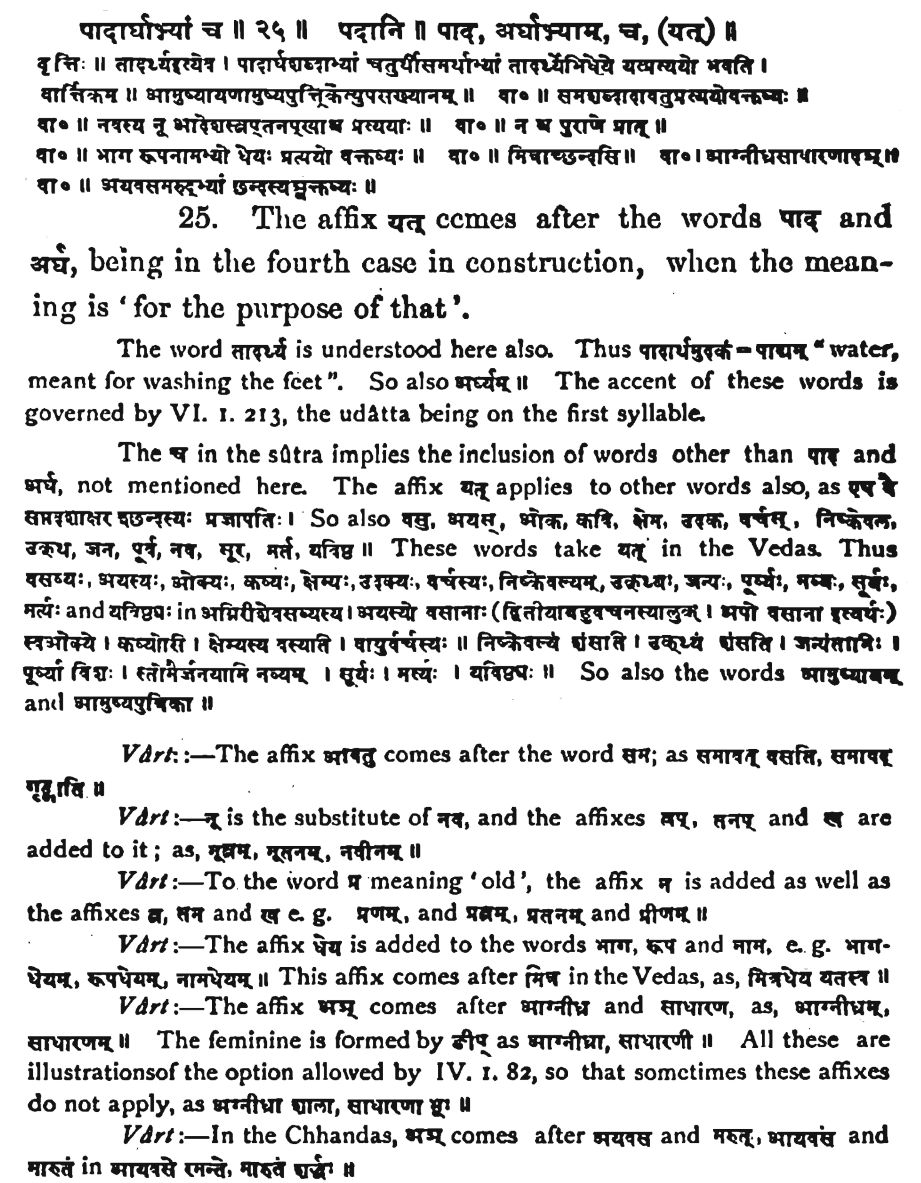 पादार्घाभ्यां च ॥ २५ ॥ पदानि ॥ पाद, अर्घाभ्याम्, च, (यत्) ॥
वृत्तिः ॥ तादर्थ्यइत्येव । पादार्घशब्दाभ्यां चतुर्थीसमर्थाभ्यां तादर्थ्येभिधेये यत्प्रत्ययो भवति ।
वार्त्तिकम् ॥ आमुष्यायणामुष्यपुत्त्रिकेत्युपसख्यानम् ॥ वा० ॥ समशब्दादावतुप्रत्ययोवक्तव्यः ॥
वा० ॥ नवस्य नू आदेशस्त्नप्तनपखाश्च प्रत्ययाः ॥ वा० ॥ न श्च पुराणे प्रात् ॥
वा० ॥ भाग रूपनामभ्यो धेयः प्रत्ययो वक्तव्यः ॥ वा० ॥ मित्राच्छन्दसि ॥ वा० । आग्नीध्रसाधारणादञ् ॥
वा० ॥ अयवसमरुद्भ्यां छन्दस्यञ्वक्तव्यः ॥
25. The affix यत् comes after the words पाद and
अर्घ, being in the fourth case in construction, when the mean-
ing is ‘for the purpose of that’.
The word तादर्थ्य is understood here also. Thus पादार्थमुदकं = पाद्यम् “water,
meant for washing the feet”. So also अर्घ्यम् ॥ The accent of these words is
governed by VI. 1. 213, the udâtta being on the first syllable.
The च in the sûtra implies the inclusion of words other than पाद and
अर्घ, not mentioned here. The affix यत् applies to other words also, as एष वै
सप्तदशाक्षर श्छन्दस्यः प्रजापतिः । So also वसु, अयस्, ओक, कवि, क्षेम, उदक, वर्चस्, निष्केवल,
उक्थ, जन, पूर्व, नव, सूर, मर्त, यविष्ठ ॥ These words take यत् in the Vedas. Thus
वसव्यः, अयस्यः, ओक्यः, कव्यः, क्षेम्यः, उदक्यः, वर्चस्यः, निष्केवल्यम्, उक्थ्यः, जन्यः, पूर्व्यः, नव्यः, सूर्यः,
मर्त्यः and यविष्ठ्यः in अग्निरीशेवसव्यस्य । अयस्यो वसानाः (द्वितीयाबहुवचनस्यालुक् । अपो वसाना इत्यर्थः)
स्वओक्ये । कव्योसि । क्षेम्यस्य वस्याति । वायुर्वर्चस्यः ॥ निष्केवल्यं शंसति । उक्थ्यं शंसति । जन्यंताभिः ।
पूर्व्या विशः । स्तोमैर्जनयामि नव्यम् । सूर्यः । मर्त्यः । यविष्ठ्यः ॥ So also the words आमुष्यायणम्
and आमुष्यपुत्रिका ॥
Vârt:—The affix आवतु comes after the word सम; as समावत् वसति, समावद्
गृह्णाति ॥
Vârt:—नू is the substitute of नव, and the affixes त्नप्, तनप् and ख are
added to it; as, नूत्नम्, नूतनम्, नवीनम् ॥
Vârt:—To the word प्र meaning ‘old’, the affix न is added as well as
the affixes त्न, तन and ख e. g. प्रणम्, and प्रत्नम्, प्रतनम् and प्रीणम् ॥
Vârt:—The affix धेय is added to the words भाग, रूप and नाम, e. g. भाग-
धेयम्, रूपधेयम्, नामधेयम् ॥ This affix comes after मित्र in the Vedas, as, मित्रधेय यतस्व ॥
Vârt:—The affix अञ् comes after आग्नीध्र and साधारण, as, आग्नीध्रम्,
साधारणम् ॥ The feminine is formed by ङीप् as आग्नीध्रा, साधारणी ॥ All these are
illustrationsof the option allowed by IV. 1. 82, so that sometimes these affixes
do not apply, as अग्नीध्रा शाला, साधारणा भूः ॥
Vârt:—In the Chhandas, अञ् comes after अयवस and मरुत्, आयवसं and
मारुतं in आयवसे रमन्ते, मारुतं शर्द्धः ॥